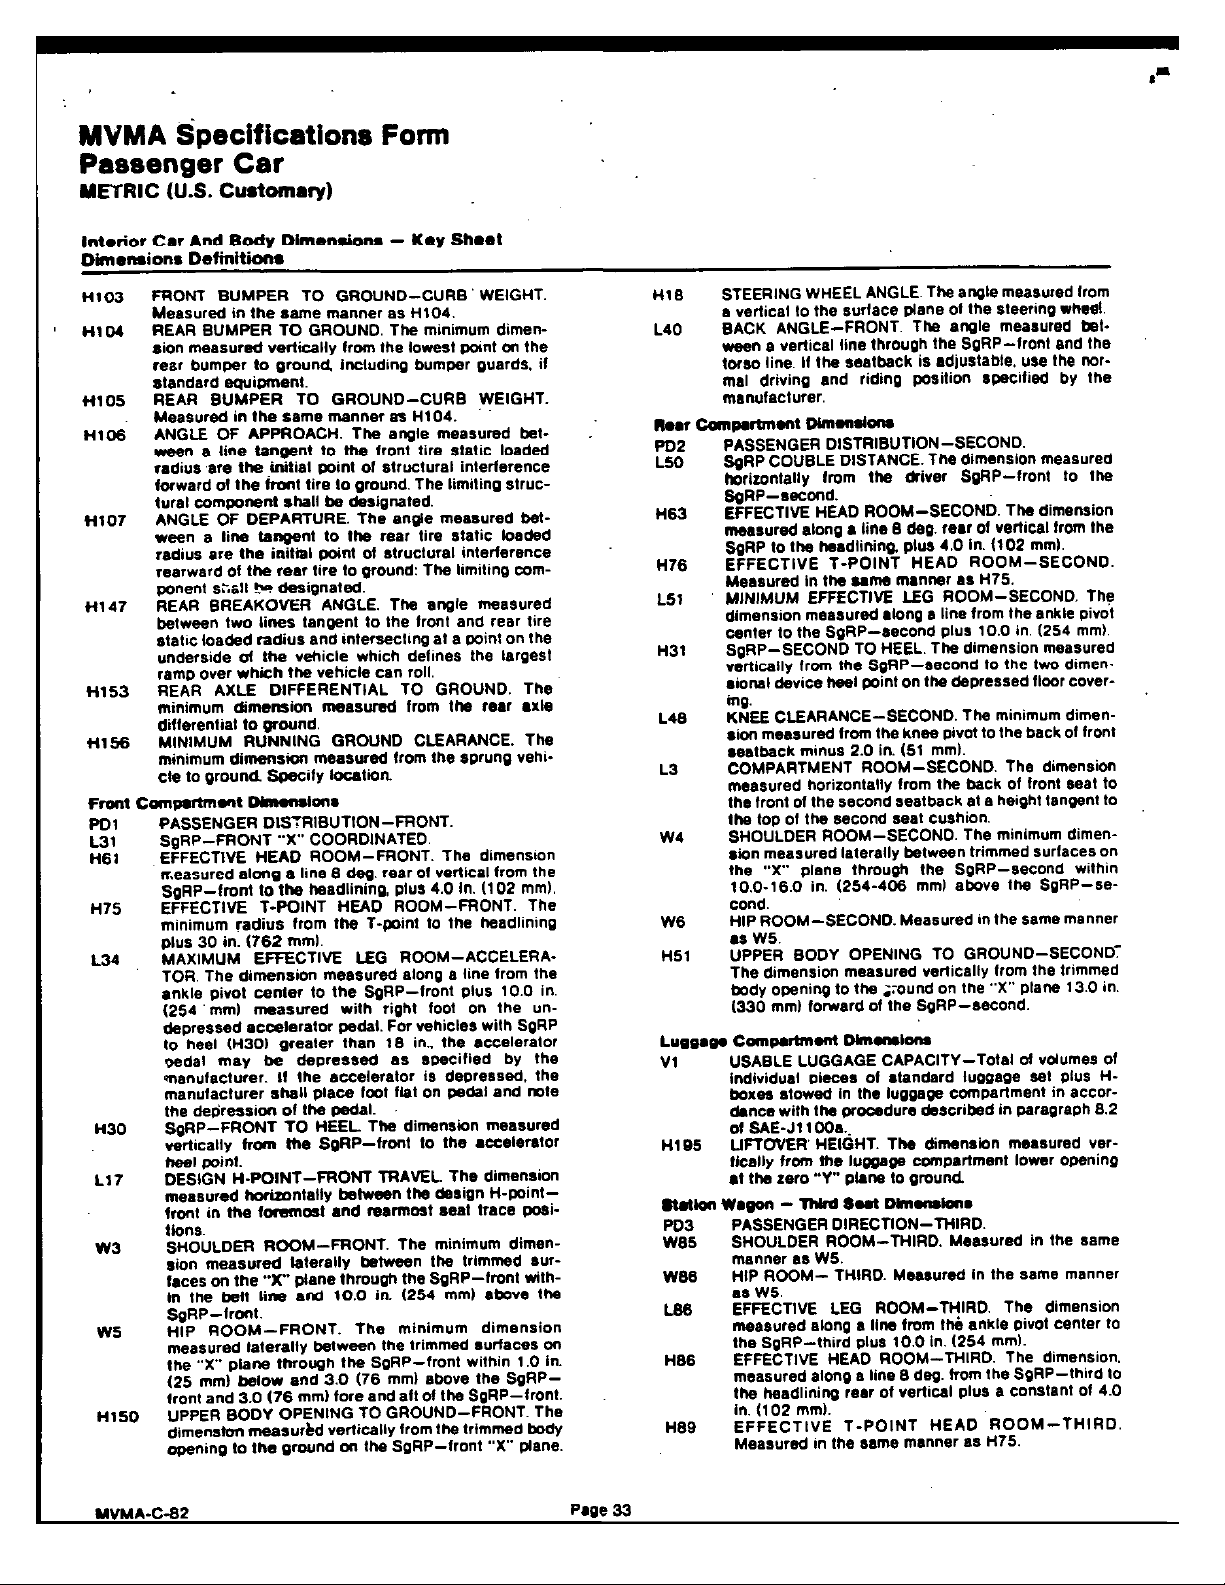 MVMA Specifications Form
Passenger Car
METRIC (U.S. Customary)
Interior Car And Body Dimensions — Key Sheet
Dimensions Definitions
H103 FRONT BUMPER TO GROUND—CURB WEIGHT.
Measured in the same manner as H104.
H104 REAR BUMPER TO GROUND. The minimum dimen-
sion measured vertically from the lowest point on the
rear bumper to ground, including bumper guards, if
standard equipment.
H105 REAR BUMPER TO GROUND—CURB WEIGHT.
Measured in the same manner as H104.
H106 ANGLE OF APPROACH. The angle measured bet-
ween a line tangent to the front tire static loaded
radius are the initial point of structural interference
forward of the front tire to ground. The limiting struc-
tural component shall be designated.
H107 ANGLE OF DEPARTURE. The angle measured bet-
ween a line tangent to the rear tire static loaded
radius are the initial point of structural interference
rearward of the rear tire to ground: The limiting com-
ponent shall be designated.
H147 REAR BREAKOVER ANGLE. The angle measured
between two lines tangent to the front and rear tire
static loaded radius and intersecting at a point on the
underside of the vehicle which defines the largest
ramp over which the vehicle can roll.
H153 REAR AXLE DIFFERENTIAL TO GROUND. The
minimum dimension measured from the rear axle
differential to ground.
H156 MINIMUM RUNNING GROUND CLEARANCE. The
minimum dimension measured from the sprung vehi-
cle to ground. Specify location.
Front Compartment Dimensions
PD1 PASSENGER DISTRIBUTION—FRONT.
L31 SgRP—FRONT "X" COORDINATED.
H61 EFFECTIVE HEAD ROOM—FRONT. The dimension
measured along a line 8 deg. rear of vertical from the
SgRP—front to the headlining, plus 4.0 in. (102 mm).
H75 EFFECTIVE T-POINT HEAD ROOM—FRONT. The
minimum radius from the T-point to the headlining
plus 30 in. (762 mm).
L34 MAXIMUM EFFECTIVE LEG ROOM—ACCELERA-
TOR. The dimension measured along a line from the
ankle pivot center to the SgRP—front plus 10.0 in.
(254 mm) measured with right foot on the un-
depressed accelerator pedal. For vehicles with SgRP
to heel (H30) greater than 18 in., the accelerator
pedal may be depressed as specified by the
manufacturer. If the accelerator is depressed, the
manufacturer shall place foot flat on pedal and note
the depression of the pedal.
H30 SgRP—FRONT TO HEEL. The dimension measured
vertically from the SgRP—front to the accelerator
heel point.
L17 DESIGN H-POINT—FRONT TRAVEL. The dimension
measured horizontally between the design H-point—
front in the foremost and rearmost seat trace posi-
tions.
W3 SHOULDER ROOM—FRONT. The minimum dimen-
sion measured laterally between the trimmed sur-
faces on the "X" plane through the SgRP—front with-
in the belt line and 10.0 in. (254 mm) above the
SgRP—front.
W5 HIP ROOM—FRONT. The minimum dimension
measured laterally between the trimmed surfaces on
the "X" plane through the SgRP—front within 1.0 in.
(25 mm) below and 3.0 (76 mm) above the SgRP—
front and 3.0 (76 mm) fore and aft of the SgRP—front.
H150 UPPER BODY OPENING TO GROUND—FRONT. The
dimension measured vertically from the trimmed body
opening to the ground on the SgRP—front "X" plane.
H18 STEERING WHEEL ANGLE. The angle measured from
a vertical to the surface plane of the steering wheel.
L40 BACK ANGLE—FRONT. The angle measured bet-
ween a vertical line through the SgRP—front and the
torso line. If the seatback is adjustable, use the nor-
mal driving and riding position specified by the
manufacturer.
Rear Compartment Dimensions
PD2 PASSENGER DISTRIBUTION—SECOND.
L50 SgRP COUBLE DISTANCE. The dimension measured
horizontally from the driver SgRP—front to the
SgRP—second.
H63 EFFECTIVE HEAD ROOM—SECOND. The dimension
measured along a line 8 deg. rear of vertical from the
SgRP to the headlining, plus 4.0 in. (102 mm).
H76 EFFECTIVE T-POINT HEAD ROOM—SECOND.
Measured in the same manner as H75.
L51 MINIMUM EFFECTIVE LEG ROOM—SECOND. The
dimension measured along a line from the ankle pivot
center to the SgRP—second plus 10.0 in. (254 mm).
H31 SgRP—SECOND TO HEEL. The dimension measured
vertically from the SgRP—second to the two dimen-
sional device heel point on the depressed floor cover-
ing.
L48 KNEE CLEARANCE—SECOND. The minimum dimen-
sion measured from the knee pivot to the back of front
seatback minus 2.0 in. (51 mm).
L3 COMPARTMENT ROOM—SECOND. The dimension
measured horizontally from the back of front seat to
the front of the second seatback at a height tangent to
the top of the second seat cushion.
W4 SHOULDER ROOM—SECOND. The minimum dimen-
sion measured laterally between trimmed surfaces on
the "X" plane through the SgRP—second within
10.0-16.0 in. (254-406 mm) above the SgRP—se-
cond.
W6 HIP ROOM—SECOND. Measured in the same manner
as W5.
H51 UPPER BODY OPENING TO GROUND—SECOND.
The dimension measured vertically from the trimmed
body opening to the ground on the "X" plane 13.0 in.
(330 mm) forward of the SgRP—second.
Luggage Compartment Dimensions
V1 USABLE LUGGAGE CAPACITY—Total of volumes of
individual pieces of standard luggage set plus H-
boxes stowed in the luggage compartment in accor-
dance with the procedure described in paragraph 8.2
of SAE-J1100a.
H195 LIFTOVER HEIGHT. The dimension measured ver-
tically from the luggage compartment lower opening
at the zero "Y" plane to ground.
Station Wagon — Third Seat Dimensions
PD3 PASSENGER DIRECTION—THIRD.
W85 SHOULDER ROOM—THIRD. Measured in the same
manner as W5.
W86 HIP ROOM— THIRD. Measured in the same manner
as W5.
L86 EFFECTIVE LEG ROOM—THIRD. The dimension
measured along a line from the ankle pivot center to
the SgRP—third plus 10.0 in. (254 mm).
H86 EFFECTIVE HEAD ROOM—THIRD. The dimension,
measured along a line 8 deg. from the SgRP—third to
the headlining rear of vertical plus a constant of 4.0
in. (102 mm).
H89 EFFECTIVE T-POINT HEAD ROOM—THIRD.
Measured in the same manner as H75.
MVMA-C-82
Page 33